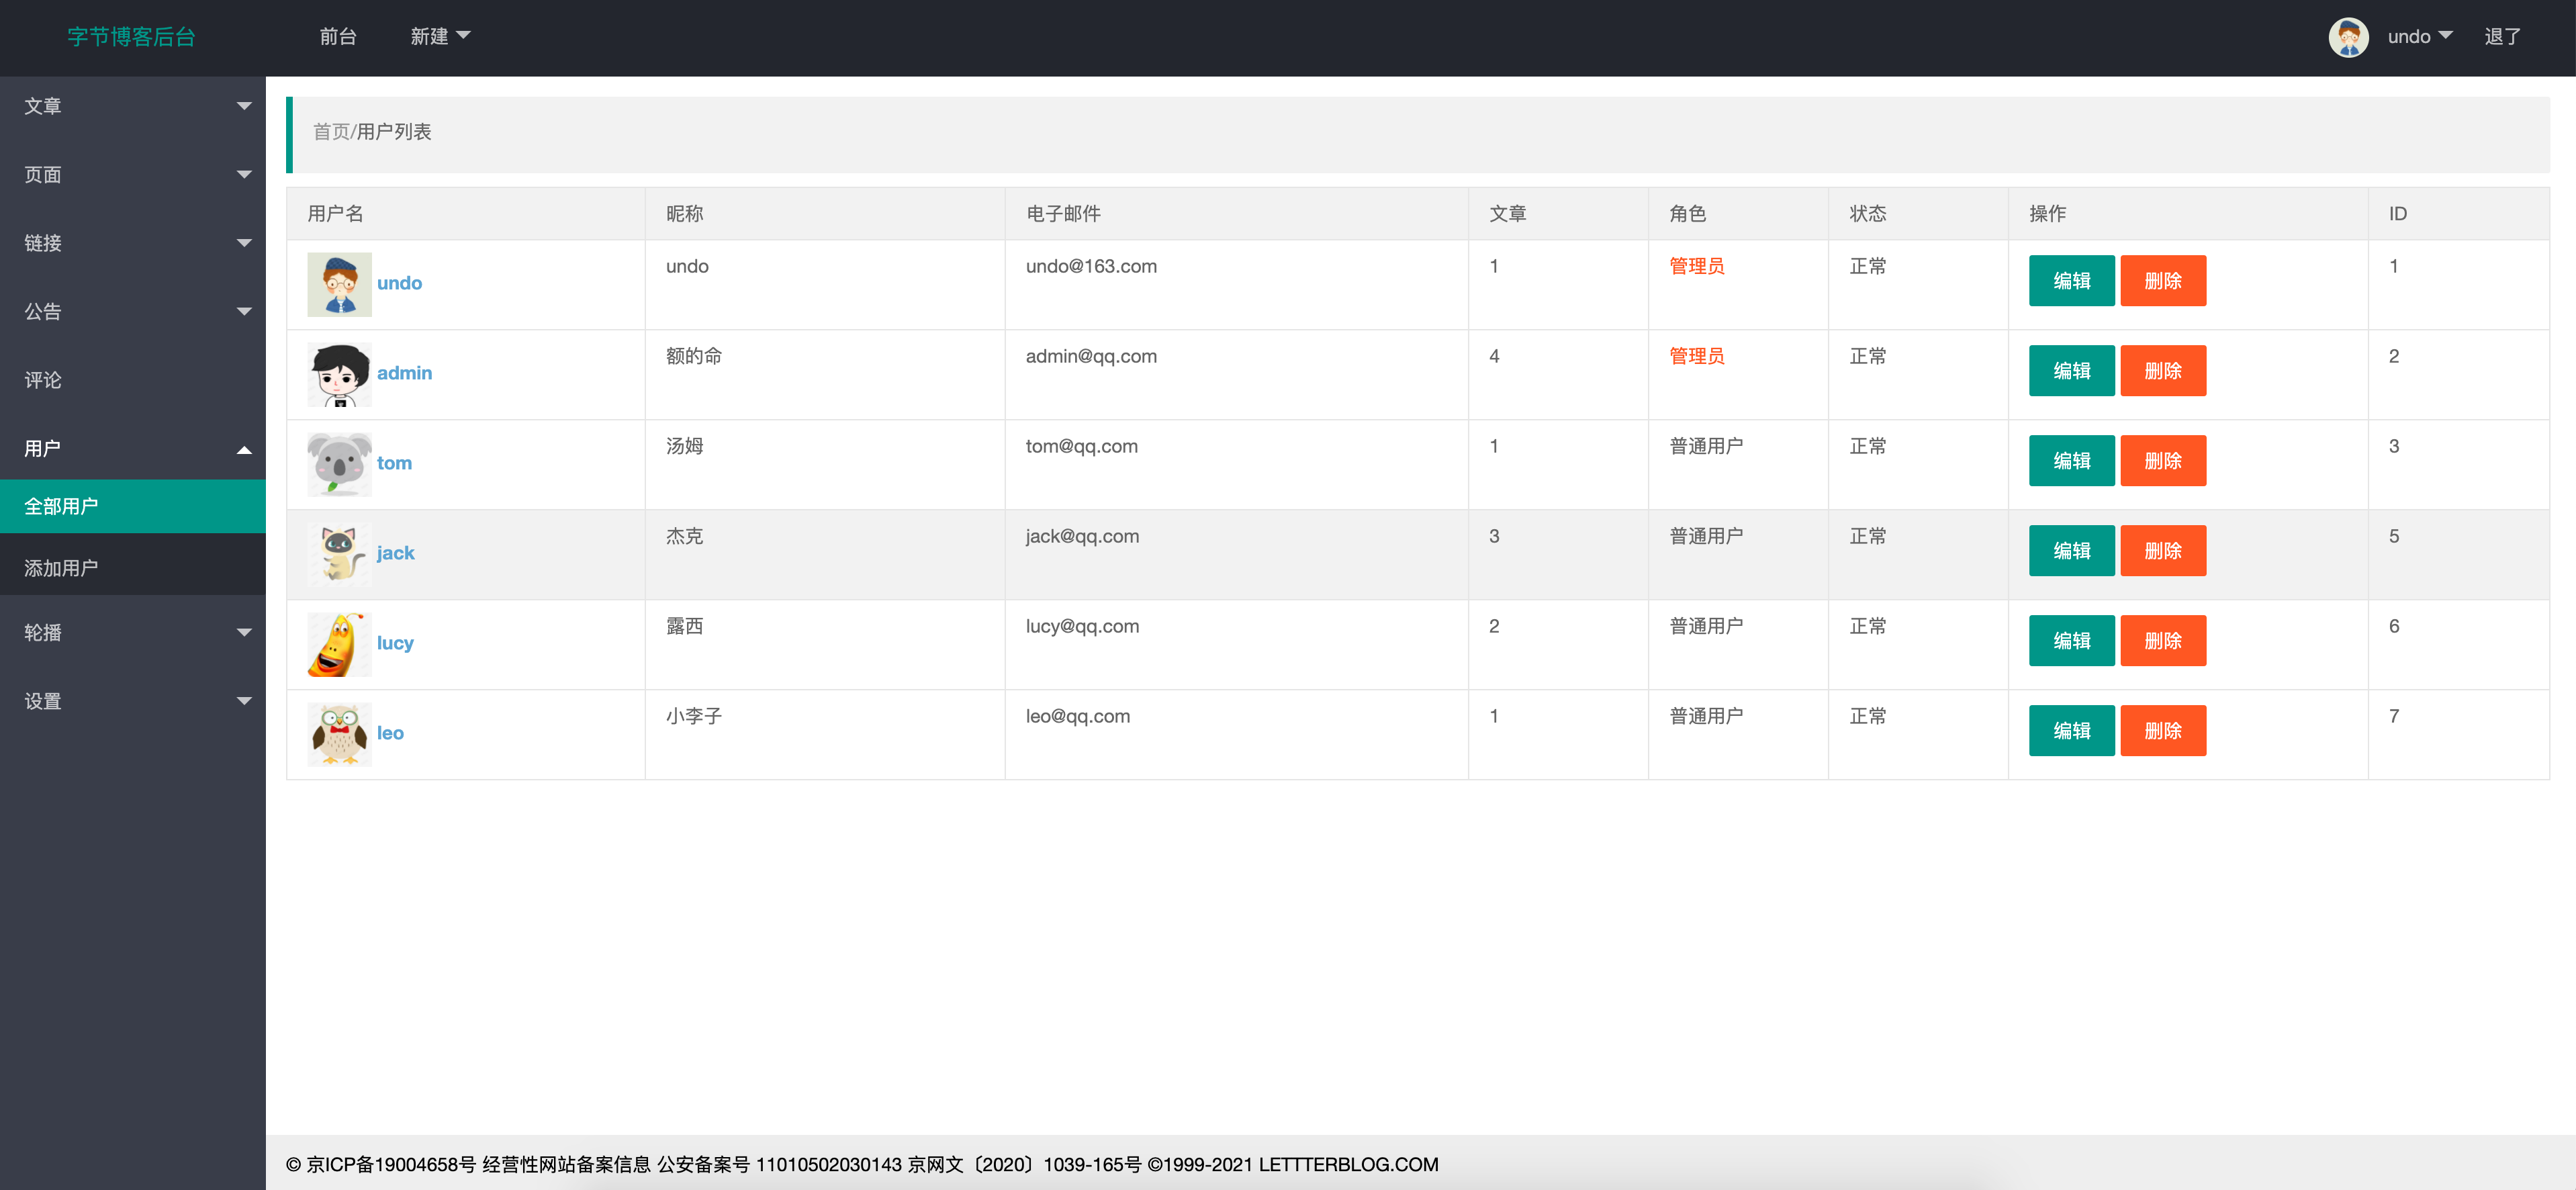 字节博客后台 前台 新建 undo 退了
文章
页面
链接
公告
评论
用户
全部用户
添加用户
轮播
设置
首页/用户列表
用户名 昵称 电子邮件 文章 角色 状态 操作 ID
undo undo undo@163.com 1 管理员 正常 编辑 删除 1
admin 额的命 admin@qq.com 4 管理员 正常 编辑 删除 2
tom 汤姆 tom@qq.com 1 普通用户 正常 编辑 删除 3
jack 杰克 jack@qq.com 3 普通用户 正常 编辑 删除 5
lucy 露西 lucy@qq.com 2 普通用户 正常 编辑 删除 6
leo 小李子 leo@qq.com 1 普通用户 正常 编辑 删除 7
© 京ICP备19004658号 经营性网站备案信息 公安备案号 11010502030143 京网文〔2020〕1039-165号 ©1999-2021 LETTTERBLOG.COM